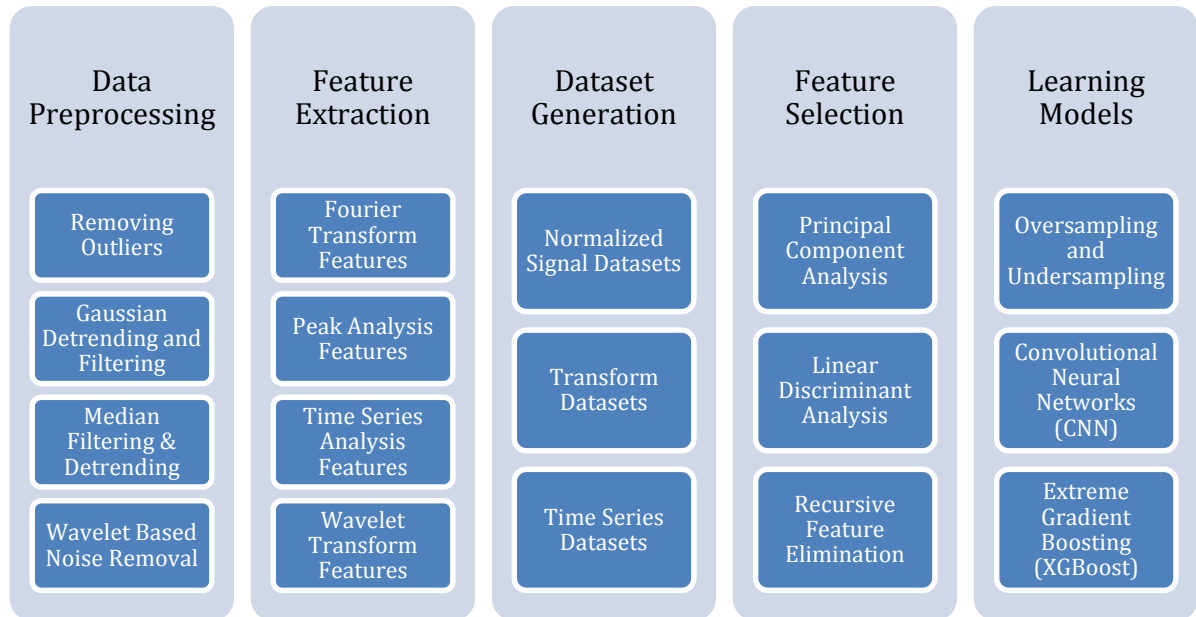 Data
Preprocessing
Removing
Outliers
Gaussian
Detrending and
Filtering
Median
Filtering &
Detrending
Wavelet Based
Noise Removal
Feature
Extraction
Fourier
Transform
Features
Peak Analysis
Features
Time Series
Analysis
Features
Wavelet
Transform
Features
Dataset
Generation
Normalized
Signal Datasets
Transform
Datasets
Time Series
Datasets
Feature
Selection
Principal
Component
Analysis
Linear
Discriminant
Analysis
Recursive
Feature
Elimination
Learning
Models
Oversampling
and
Undersampling
Convolutional
Neural
Networks
(CNN)
Extreme
Gradient
Boosting
(XGBoost)